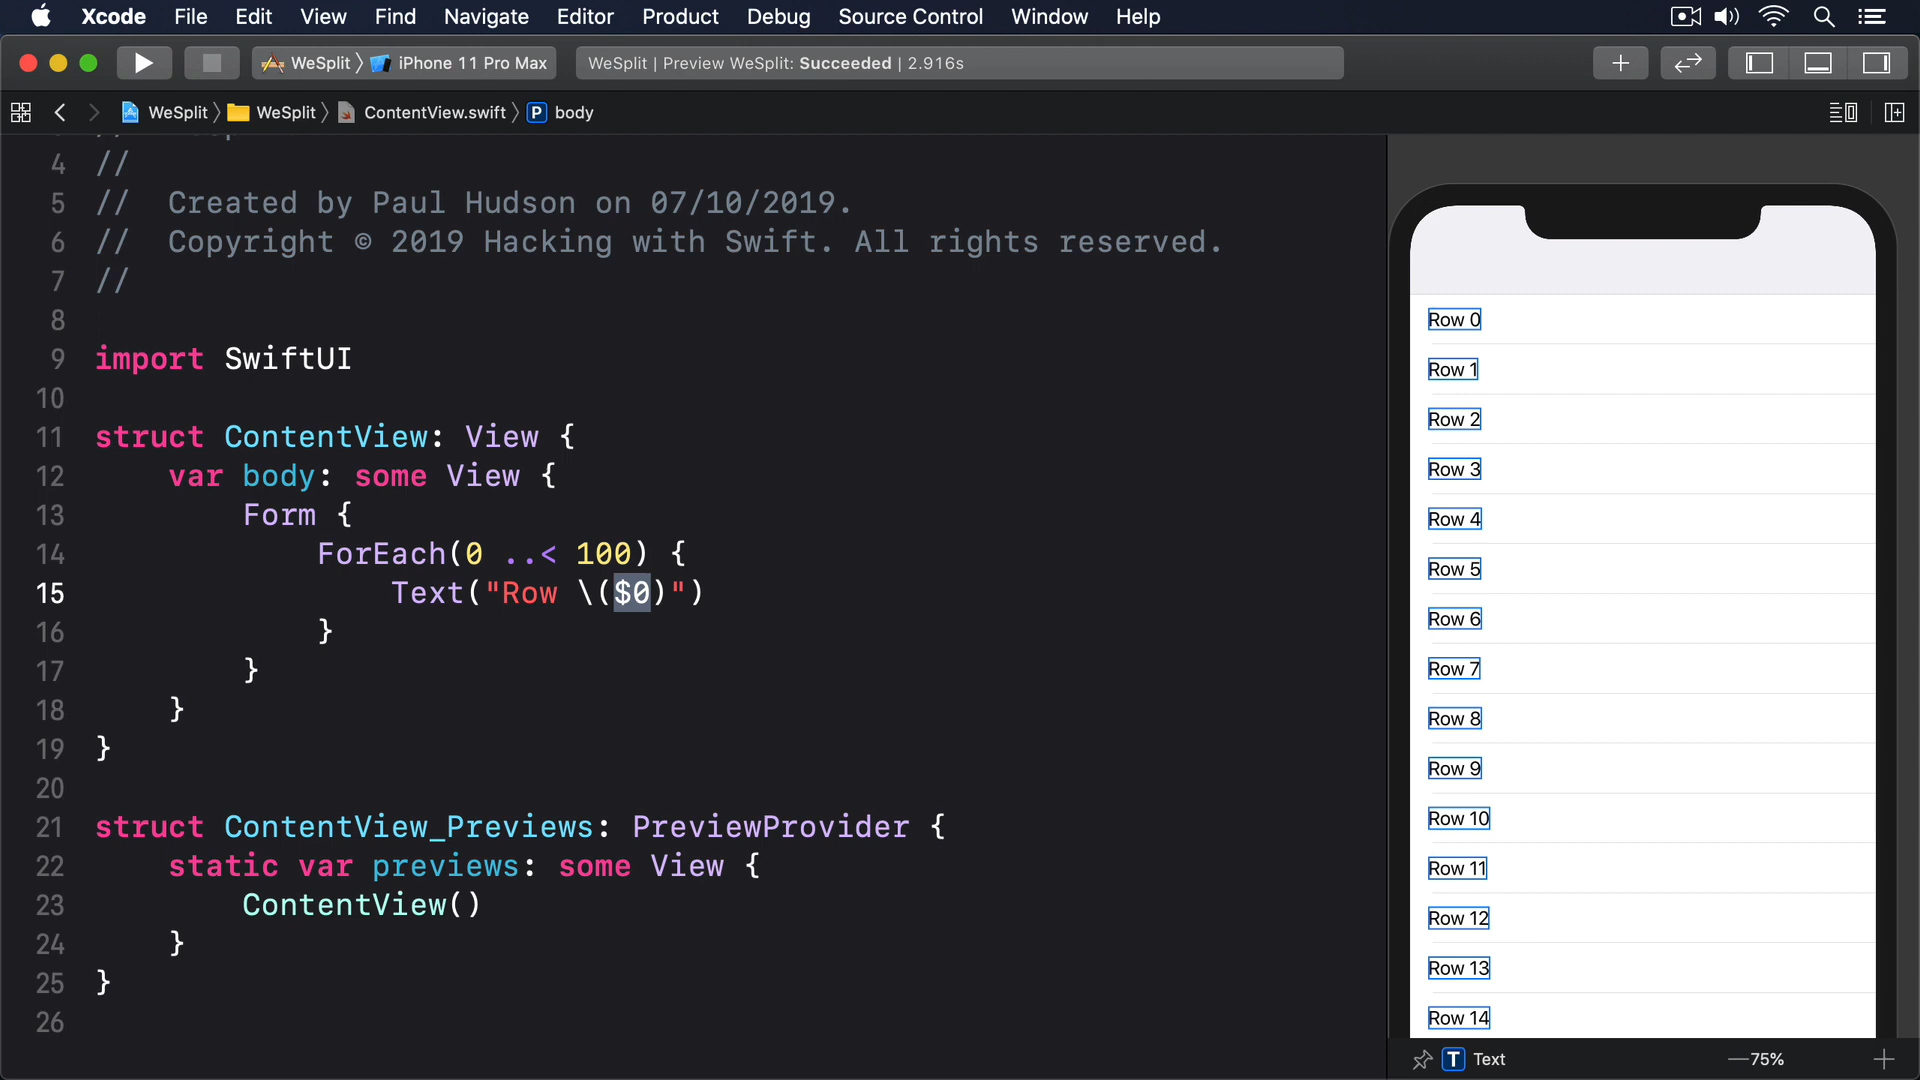 Xcode File Edit View Find Navigate Editor Product Debug Source Control Window Help
WeSplit iPhone 11 Pro Max WeSplit | Preview WeSplit: Succeeded | 2.916s
WeSplit WeSplit ContentView.swift P body
4 //
5 //  Created by Paul Hudson on 07/10/2019.
6 //  Copyright © 2019 Hacking with Swift. All rights reserved.
7 //
8
9 import SwiftUI
10
11 struct ContentView: View {
12     var body: some View {
13         Form {
14             ForEach(0 ..< 100) {
15                 Text("Row \($0)")
16             }
17         }
18     }
19 }
20
21 struct ContentView_Previews: PreviewProvider {
22     static var previews: some View {
23         ContentView()
24     }
25 }
26
Row 0
Row 1
Row 2
Row 3
Row 4
Row 5
Row 6
Row 7
Row 8
Row 9
Row 10
Row 11
Row 12
Row 13
Row 14
T Text 75%